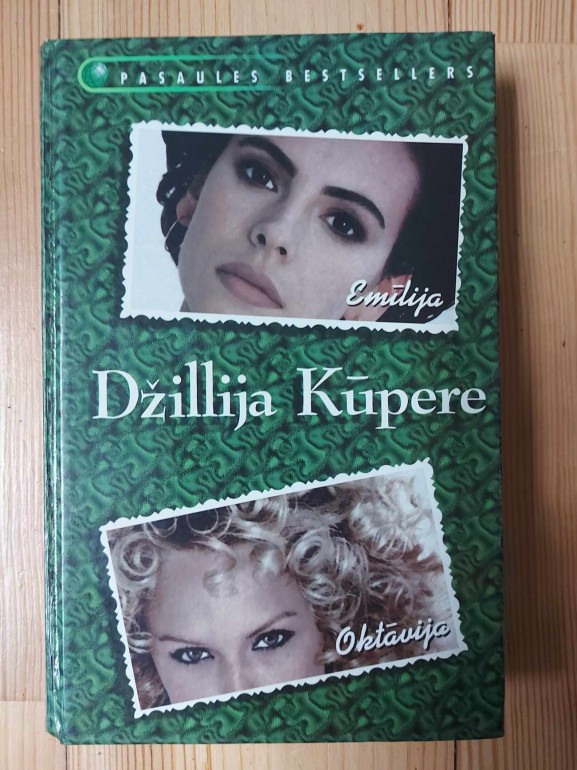 PASAULES BESTSELLERS
Emīlija
Džillija Kūpere
Oktāvija